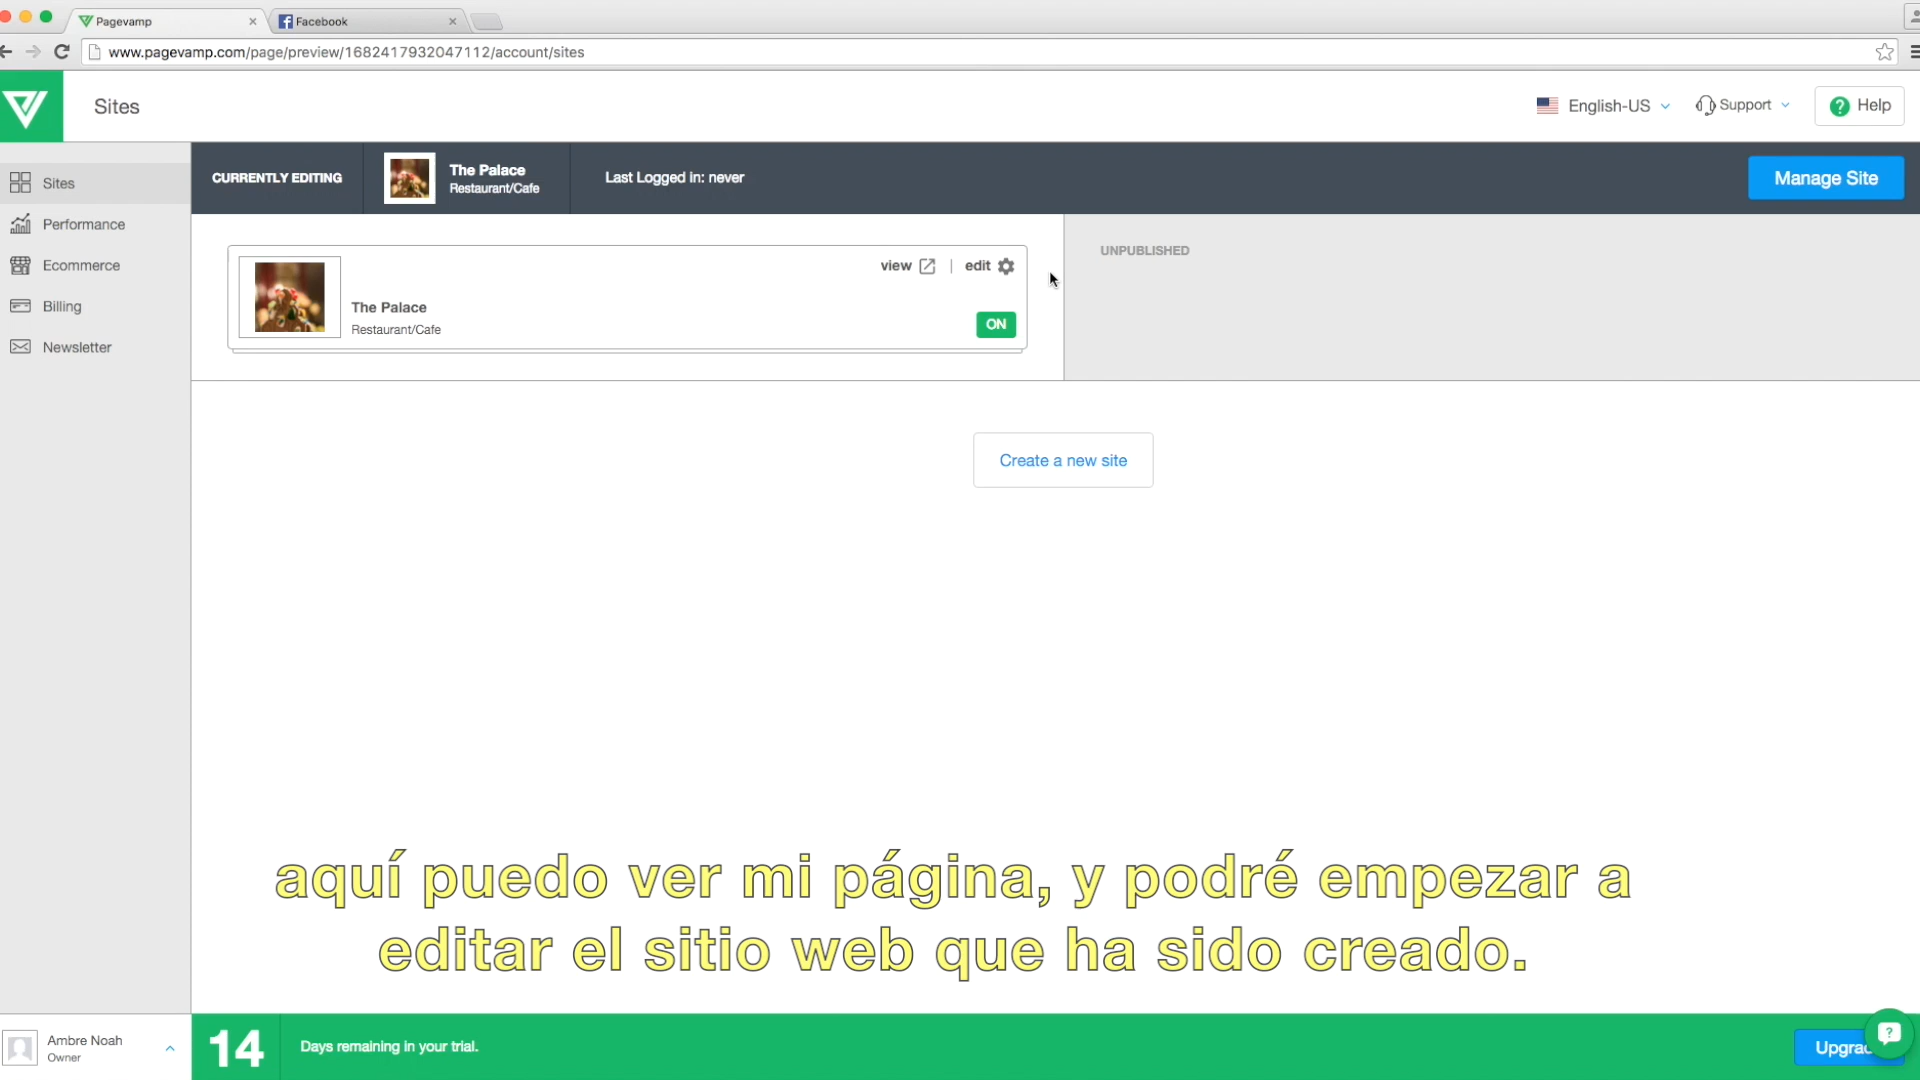 Pagevamp
Facebook
www.pagevamp.com/page/preview/1682417932047112/account/sites
Sites
English-US
Support
Help
Sites
Performance
Ecommerce
Billing
Newsletter
CURRENTLY EDITING
The Palace
Restaurant/Cafe
Last Logged in: never
Manage Site
view | edit
The Palace
Restaurant/Cafe
ON
UNPUBLISHED
Create a new site
aquí puedo ver mi página, y podré empezar a
editar el sitio web que ha sido creado.
Ambre Noah
Owner
14
Days remaining in your trial.
Upgrad